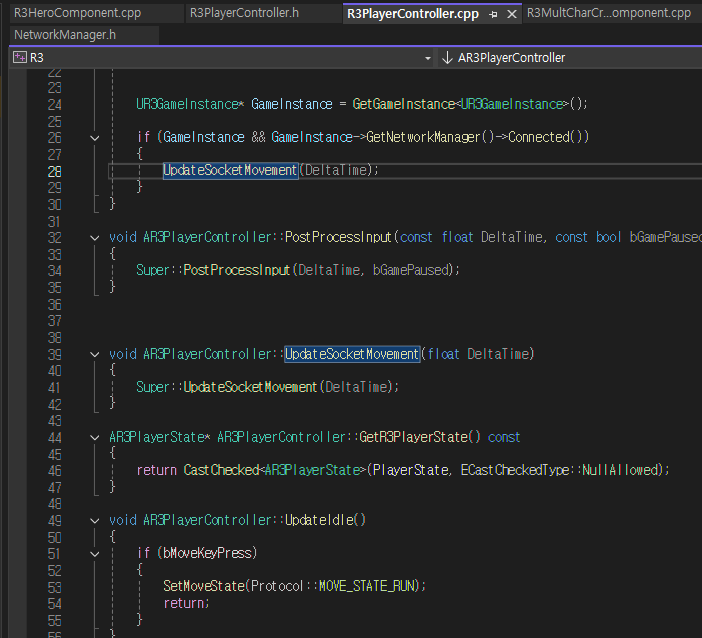 R3HeroComponent.cpp R3PlayerController.h R3PlayerController.cpp R3MultCharCr...omponent.cpp
NetworkManager.h
R3 AR3PlayerController
22
23
24 UR3GameInstance* GameInstance = GetGameInstance<UR3GameInstance>();
25
26 if (GameInstance && GameInstance->GetNetworkManager()->Connected())
27 {
28 UpdateSocketMovement(DeltaTime);
29 }
30 }
31
32 void AR3PlayerController::PostProcessInput(const float DeltaTime, const bool bGamePaused
33 {
34 Super::PostProcessInput(DeltaTime, bGamePaused);
35 }
36
37
38
39 void AR3PlayerController::UpdateSocketMovement(float DeltaTime)
40 {
41 Super::UpdateSocketMovement(DeltaTime);
42 }
43
44 AR3PlayerState* AR3PlayerController::GetR3PlayerState() const
45 {
46 return CastChecked<AR3PlayerState>(PlayerState, ECastCheckedType::NullAllowed);
47 }
48
49 void AR3PlayerController::UpdateIdle()
50 {
51 if (bMoveKeyPress)
52 {
53 SetMoveState(Protocol::MOVE_STATE_RUN);
54 return;
55 }
56 }